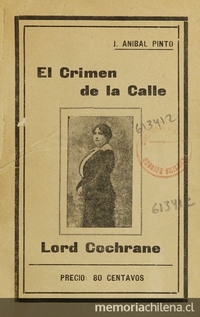 J. ANIBAL PINTO
El Crimen
de la Calle
613412
613412
Lord Cochrane
PRECIO: 80 CENTAVOS
memoriachilena.cl